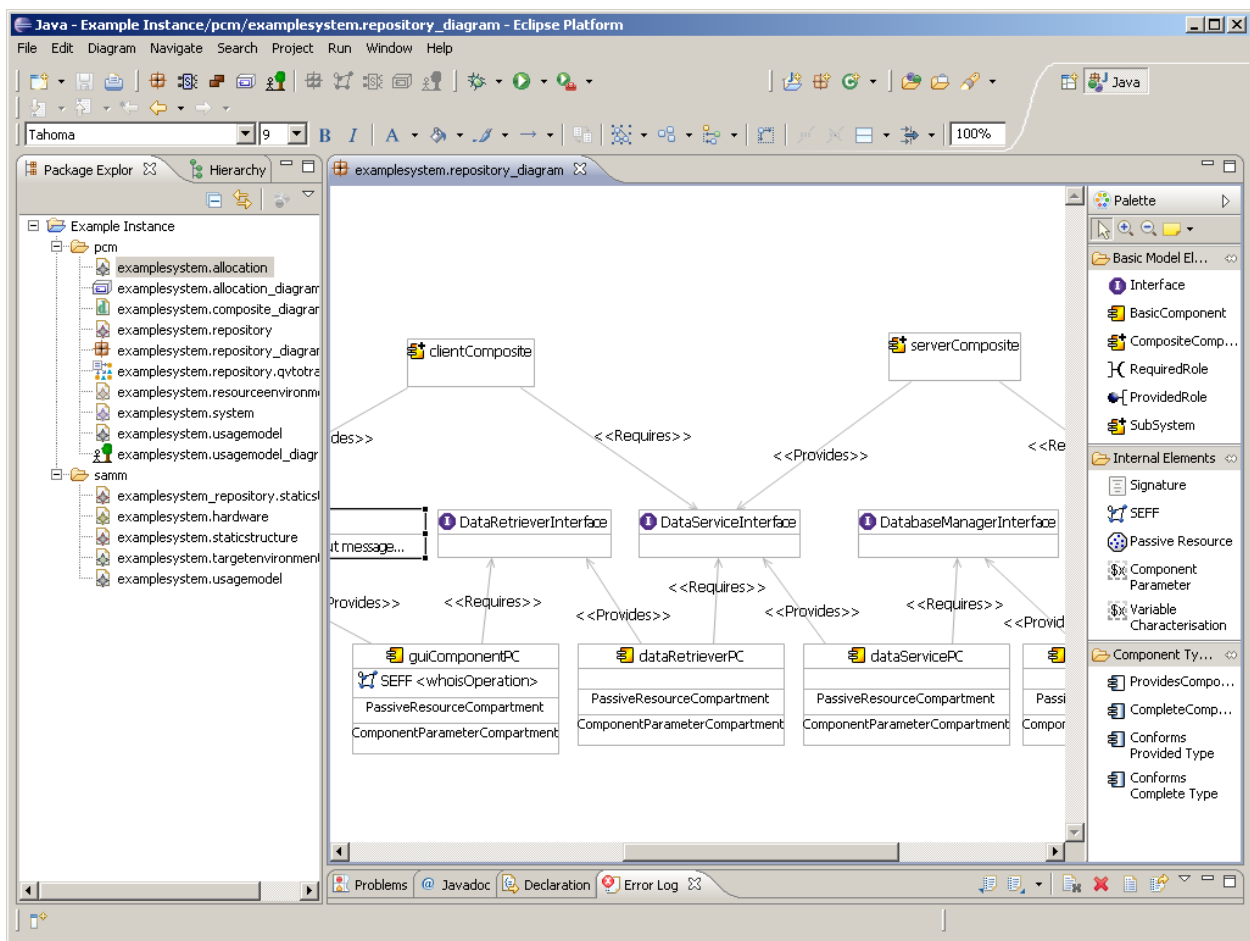 Java - Example Instance/pcm/examplesystem.repository_diagram - Eclipse Platform
File Edit Diagram Navigate Search Project Run Window Help
Java
Tahoma 9 B I A 100%
Package Explor Hierarchy
examplesystem.repository_diagram
Example Instance
pcm
examplesystem.allocation
examplesystem.allocation_diagram
examplesystem.composite_diagrar
examplesystem.repository
examplesystem.repository_diagrar
examplesystem.repository.qvtotra
examplesystem.resourceenvironm
examplesystem.system
examplesystem.usagemodel
examplesystem.usagemodel_diagr
samm
examplesystem_repository.statics
examplesystem.hardware
examplesystem.staticstructure
examplesystem.targetenvironment
examplesystem.usagemodel
clientComposite
serverComposite
des>>
<<Requires>>
<<Provides>>
<<Re
DataRetrieverInterface
DataServiceInterface
DatabaseManagerInterface
ut message...
Provides>>
<<Requires>>
<<Provides>>
<<Requires>>
<<Provides>>
<<Requires>>
<<Provid
guiComponentPC
SEFF <whoisOperation>
PassiveResourceCompartment
ComponentParameterCompartment
dataRetrieverPC
PassiveResourceCompartment
ComponentParameterCompartment
dataServicePC
PassiveResourceCompartment
ComponentParameterCompartment
Passi
Compor
Palette
Basic Model El...
Interface
BasicComponent
CompositeComp...
RequiredRole
ProvidedRole
SubSystem
Internal Elements
Signature
SEFF
Passive Resource
Component
Parameter
Variable
Characterisation
Component Ty...
ProvidesCompo...
CompleteComp...
Conforms
Provided Type
Conforms
Complete Type
Problems @ Javadoc Declaration Error Log